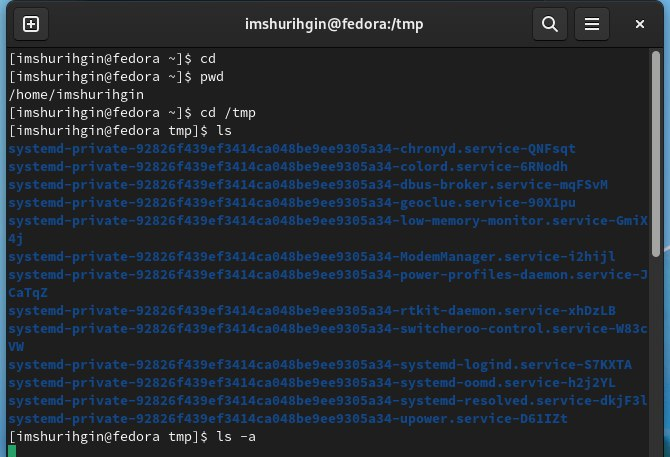 imshurihgin@fedora:/tmp
[imshurihgin@fedora ~]$ cd
[imshurihgin@fedora ~]$ pwd
/home/imshurihgin
[imshurihgin@fedora ~]$ cd /tmp
[imshurihgin@fedora tmp]$ ls
systemd-private-92826f439ef3414ca048be9ee9305a34-chronyd.service-QNFsqt
systemd-private-92826f439ef3414ca048be9ee9305a34-colord.service-6RNodh
systemd-private-92826f439ef3414ca048be9ee9305a34-dbus-broker.service-mqFSvM
systemd-private-92826f439ef3414ca048be9ee9305a34-geoclue.service-90X1pu
systemd-private-92826f439ef3414ca048be9ee9305a34-low-memory-monitor.service-GmiX
4j
systemd-private-92826f439ef3414ca048be9ee9305a34-ModemManager.service-i2hijl
systemd-private-92826f439ef3414ca048be9ee9305a34-power-profiles-daemon.service-J
CaTqZ
systemd-private-92826f439ef3414ca048be9ee9305a34-rtkit-daemon.service-xhDzLB
systemd-private-92826f439ef3414ca048be9ee9305a34-switcheroo-control.service-W83c
VW
systemd-private-92826f439ef3414ca048be9ee9305a34-systemd-logind.service-S7KXTA
systemd-private-92826f439ef3414ca048be9ee9305a34-systemd-oomd.service-h2j2YL
systemd-private-92826f439ef3414ca048be9ee9305a34-systemd-resolved.service-dkjF3l
systemd-private-92826f439ef3414ca048be9ee9305a34-upower.service-D61IZt
[imshurihgin@fedora tmp]$ ls -a